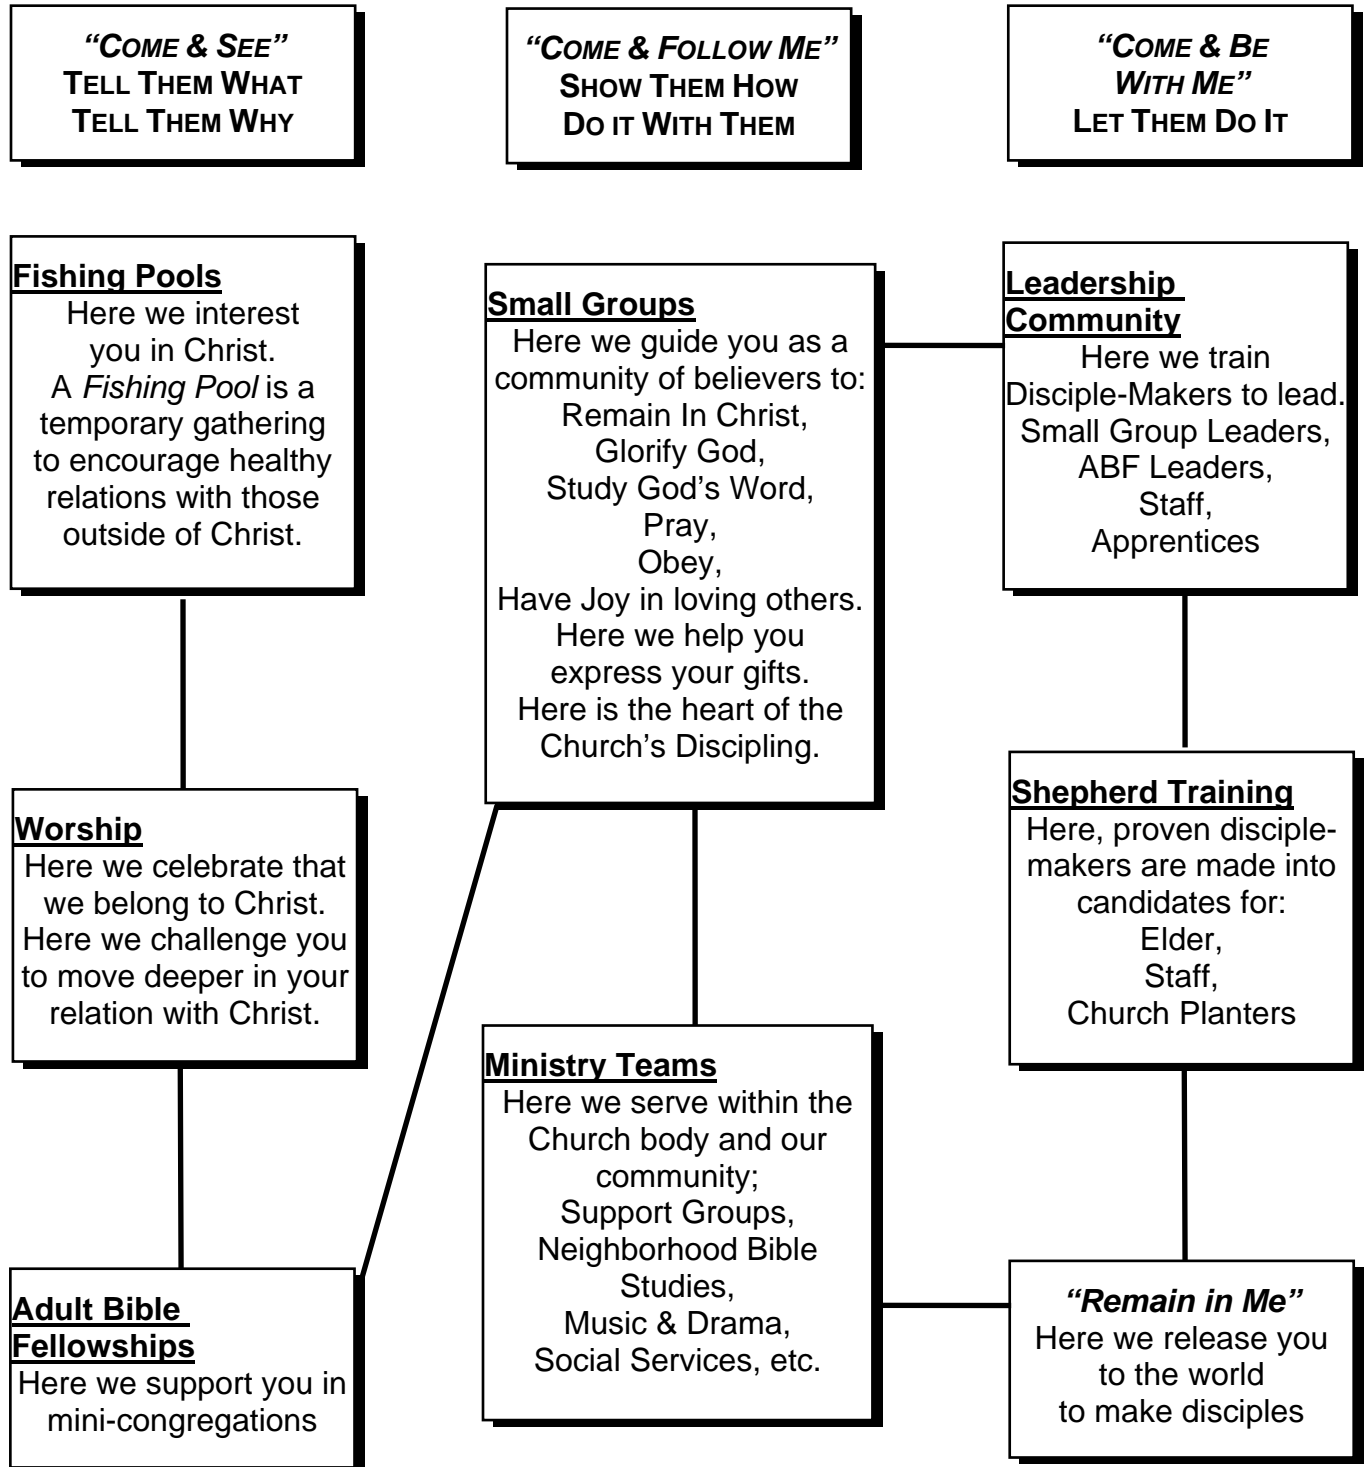 “COME & SEE”
TELL THEM WHAT
TELL THEM WHY
“COME & FOLLOW ME”
SHOW THEM HOW
DO IT WITH THEM
“COME & BE
WITH ME”
LET THEM DO IT
Fishing Pools
Here we interest
you in Christ.
A Fishing Pool is a
temporary gathering
to encourage healthy
relations with those
outside of Christ.
Worship
Here we celebrate that
we belong to Christ.
Here we challenge you
to move deeper in your
relation with Christ.
Adult Bible
Fellowships
Here we support you in
mini-congregations
Small Groups
Here we guide you as a
community of believers to:
Remain In Christ,
Glorify God,
Study God’s Word,
Pray,
Obey,
Have Joy in loving others.
Here we help you
express your gifts.
Here is the heart of the
Church’s Discipling.
Ministry Teams
Here we serve within the
Church body and our
community;
Support Groups,
Neighborhood Bible
Studies,
Music & Drama,
Social Services, etc.
Leadership
Community
Here we train
Disciple-Makers to lead.
Small Group Leaders,
ABF Leaders,
Staff,
Apprentices
Shepherd Training
Here, proven disciple-
makers are made into
candidates for:
Elder,
Staff,
Church Planters
“Remain in Me”
Here we release you
to the world
to make disciples